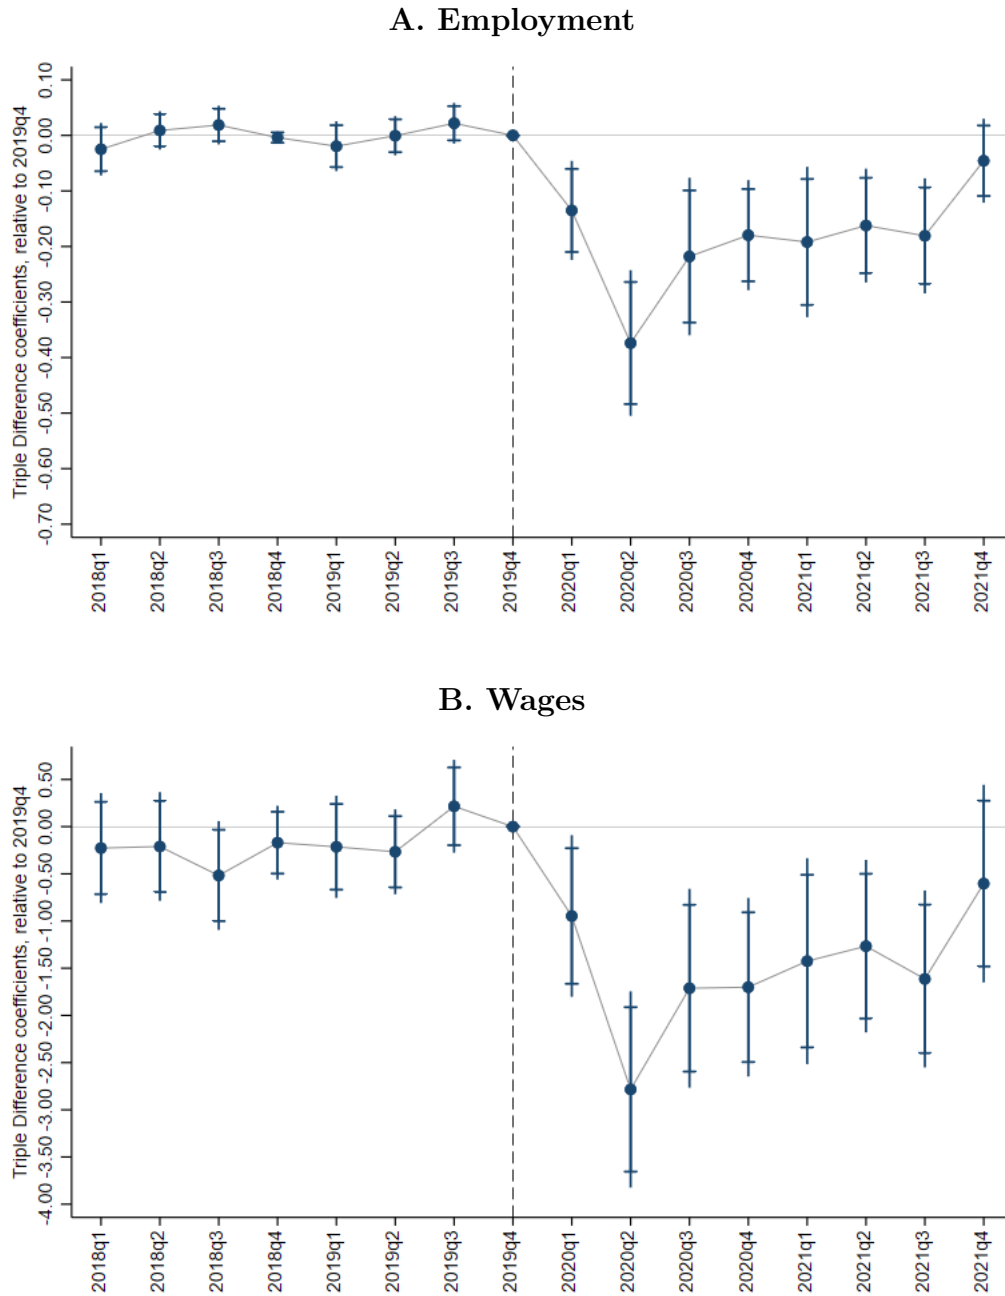 A. Employment
Triple Difference coefficients, relative to 2019q4
0.10
0.00
-0.10
-0.20
-0.30
-0.40
-0.50
-0.60
-0.70
2018q1
2018q2
2018q3
2018q4
2019q1
2019q2
2019q3
2019q4
2020q1
2020q2
2020q3
2020q4
2021q1
2021q2
2021q3
2021q4
B. Wages
Triple Difference coefficients, relative to 2019q4
0.50
0.00
-0.50
-1.00
-1.50
-2.00
-2.50
-3.00
-3.50
-4.00
2018q1
2018q2
2018q3
2018q4
2019q1
2019q2
2019q3
2019q4
2020q1
2020q2
2020q3
2020q4
2021q1
2021q2
2021q3
2021q4